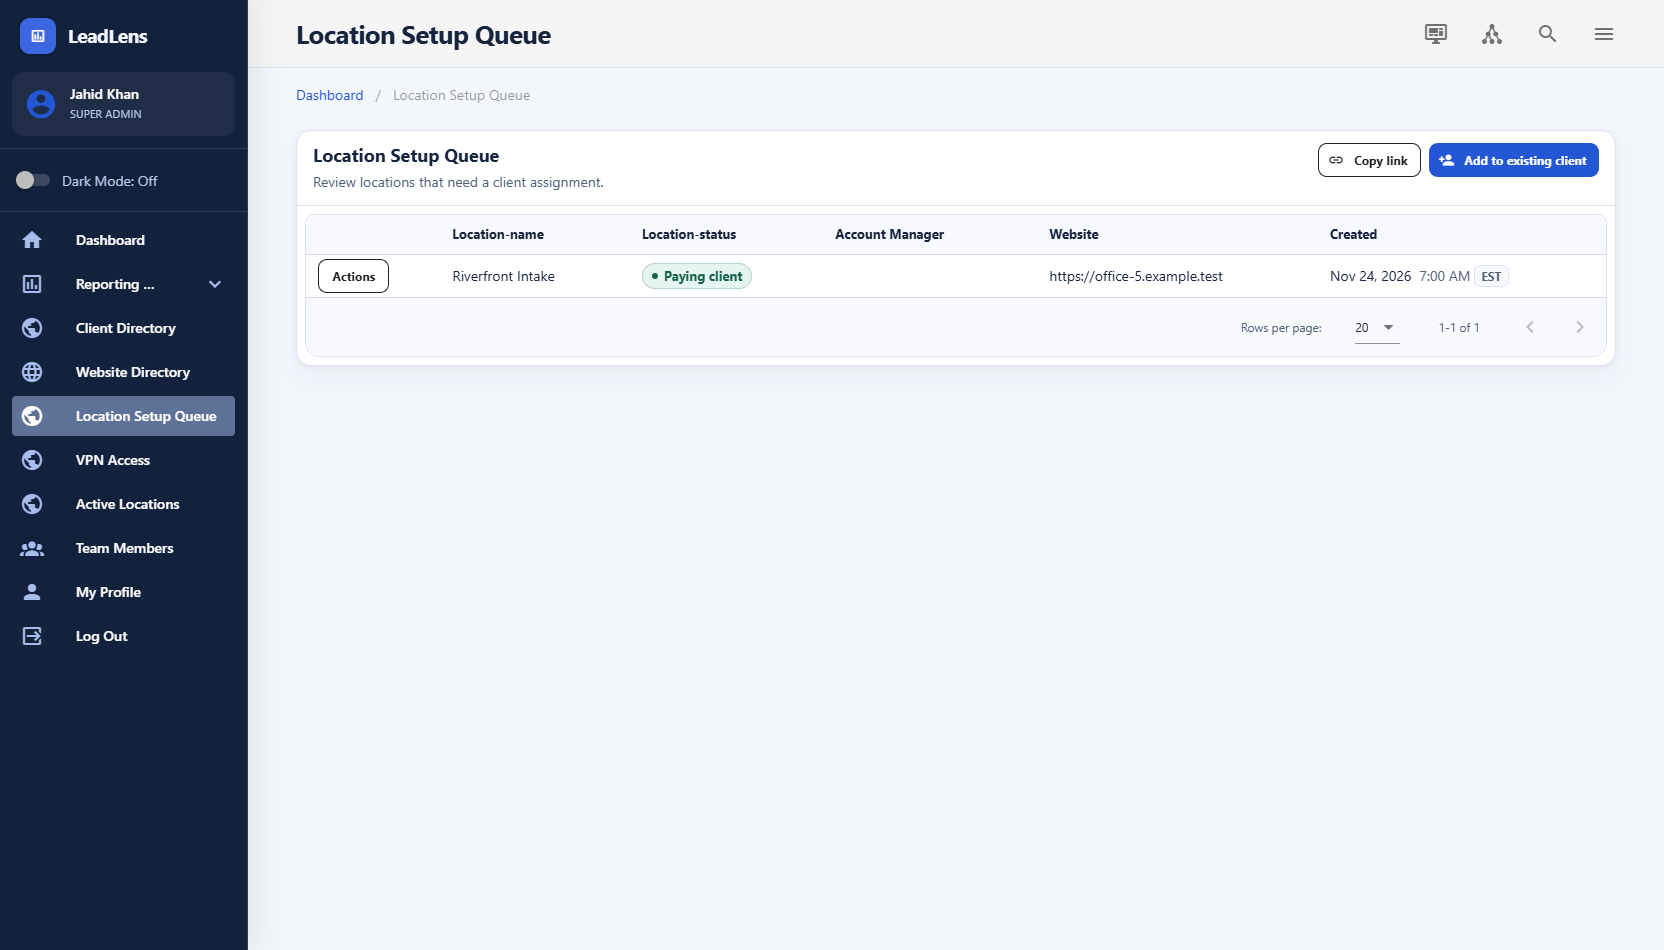 LeadLens
Jahid Khan
SUPER ADMIN
Dark Mode: Off
Dashboard
Reporting ...
Client Directory
Website Directory
Location Setup Queue
VPN Access
Active Locations
Team Members
My Profile
Log Out
Location Setup Queue
Dashboard / Location Setup Queue
Location Setup Queue
Review locations that need a client assignment.
Copy link
Add to existing client
Location-name Location-status Account Manager Website Created
Actions Riverfront Intake Paying client https://office-5.example.test Nov 24, 2026 7:00 AM EST
Rows per page: 20 1-1 of 1